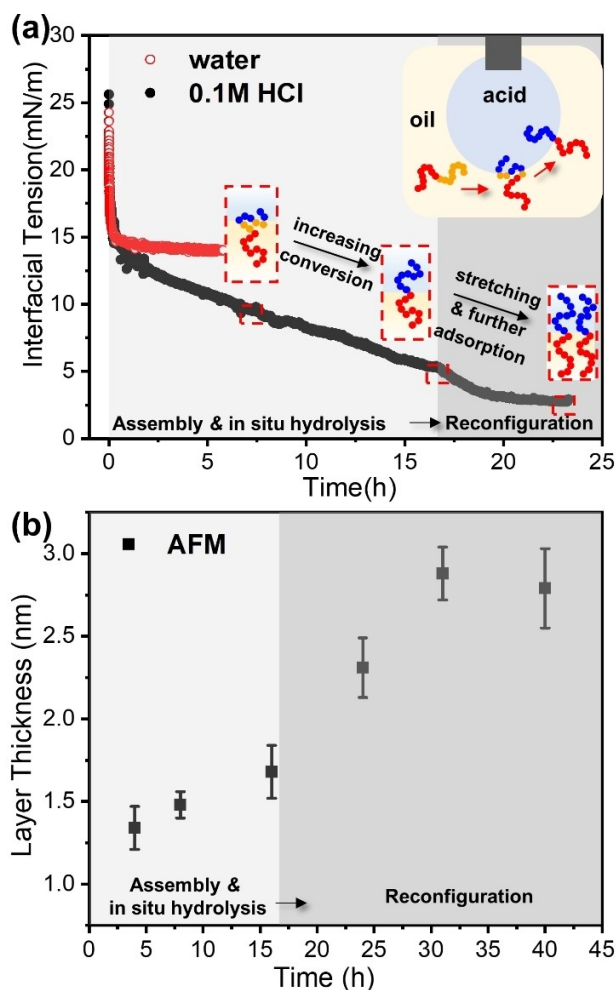 (a)
30
25
20
15
10
5
0
Interfacial Tension(mN/m)
water
0.1M HCl
oil
acid
increasing
conversion
stretching
& further
adsorption
Assembly & in situ hydrolysis
Reconfiguration
0
5
10
15
20
25
Time(h)
(b)
AFM
3.0
2.5
2.0
1.5
1.0
Layer Thickness (nm)
Assembly &
in situ hydrolysis
Reconfiguration
0
5
10
15
20
25
30
35
40
45
Time (h)